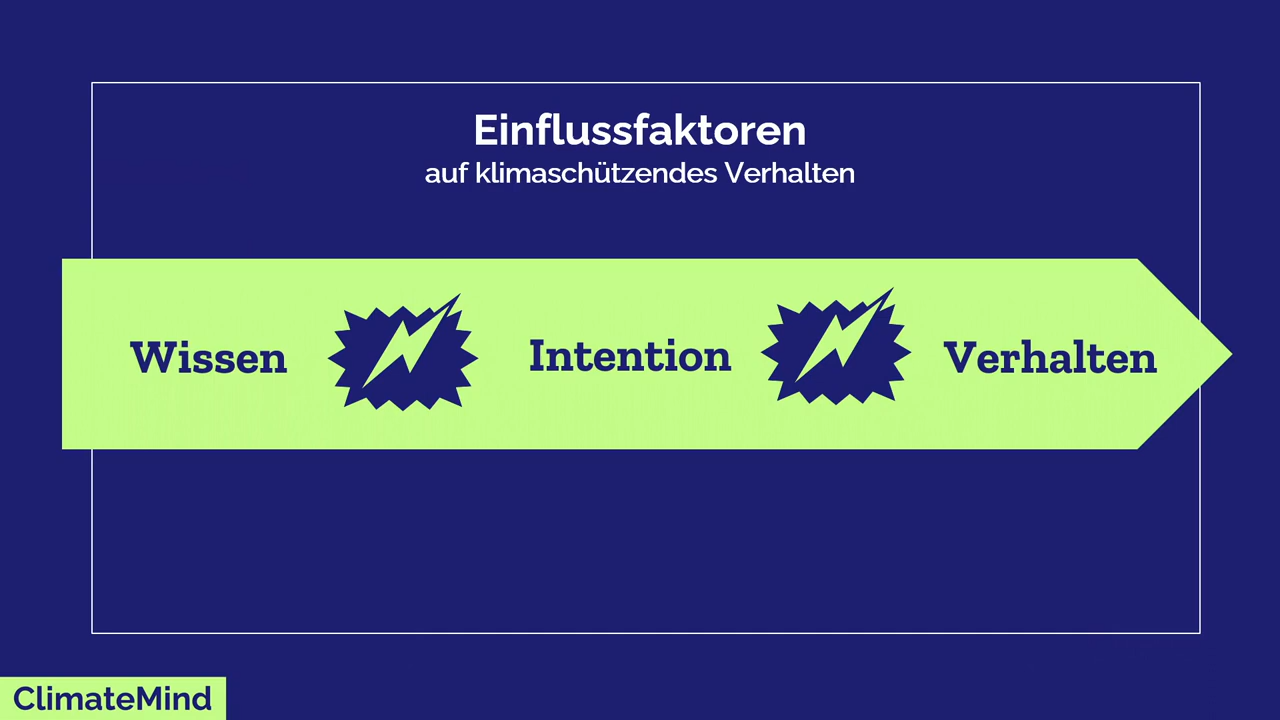 Einflussfaktoren
auf klimaschützendes Verhalten
Wissen Intention Verhalten
ClimateMind